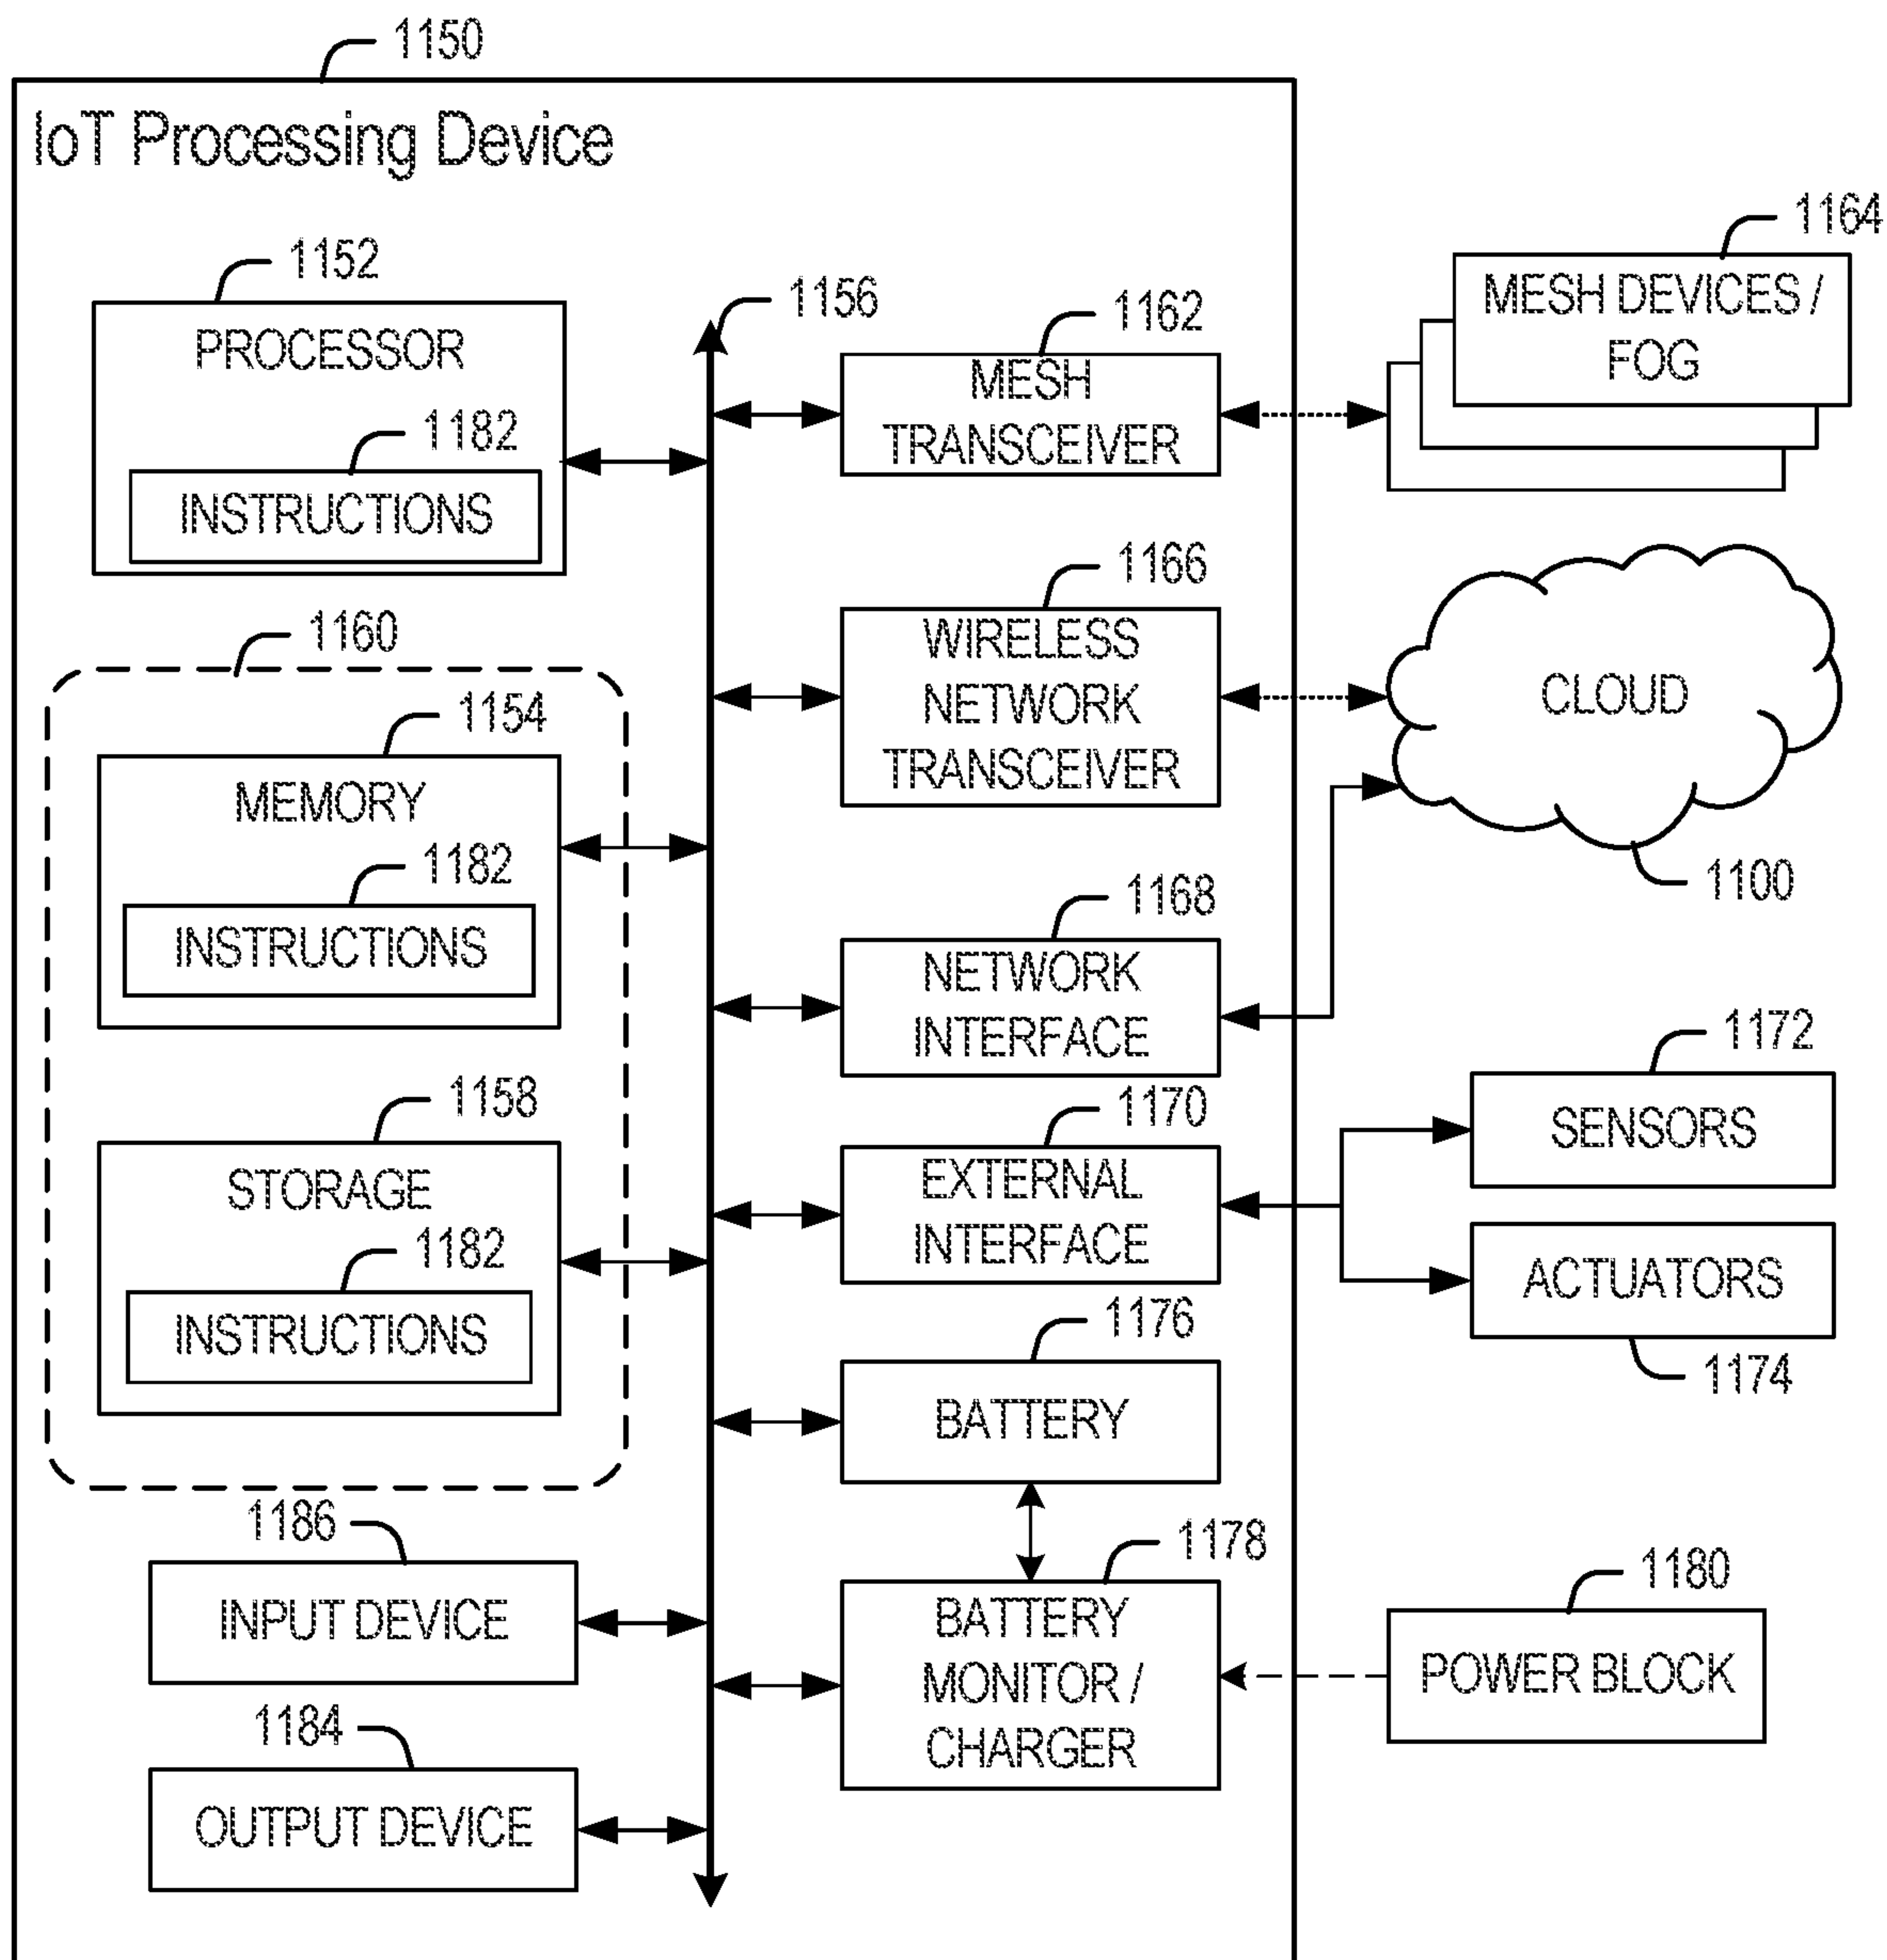 1150
IoT Processing Device
1152
PROCESSOR
1182
INSTRUCTIONS
1160
1154
MEMORY
1182
INSTRUCTIONS
1158
STORAGE
1182
INSTRUCTIONS
1186
INPUT DEVICE
1184
OUTPUT DEVICE
1156
1162
MESH
TRANSCEIVER
1166
WIRELESS
NETWORK
TRANSCEIVER
1168
NETWORK
INTERFACE
1170
EXTERNAL
INTERFACE
1176
BATTERY
1178
BATTERY
MONITOR /
CHARGER
1164
MESH DEVICES /
FOG
CLOUD
1100
1172
SENSORS
ACTUATORS
1174
1180
POWER BLOCK